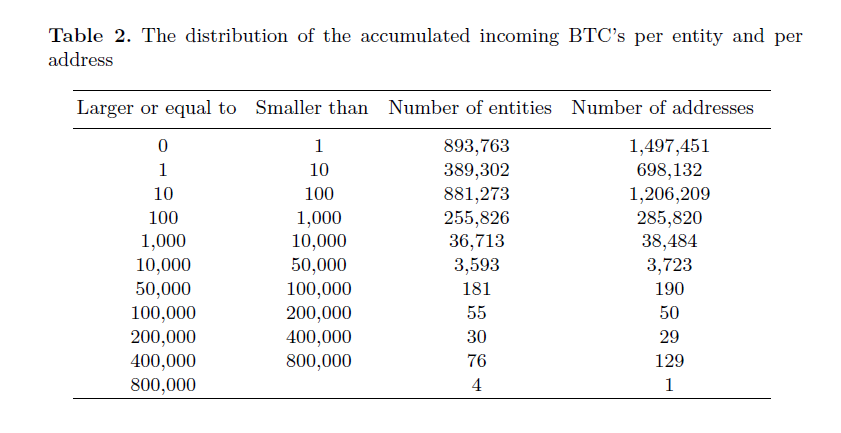 Table 2. The distribution of the accumulated incoming BTC's per entity and per
address
Larger or equal to Smaller than Number of entities Number of addresses
0 1 893,763 1,497,451
1 10 389,302 698,132
10 100 881,273 1,206,209
100 1,000 255,826 285,820
1,000 10,000 36,713 38,484
10,000 50,000 3,593 3,723
50,000 100,000 181 190
100,000 200,000 55 50
200,000 400,000 30 29
400,000 800,000 76 129
800,000 4 1